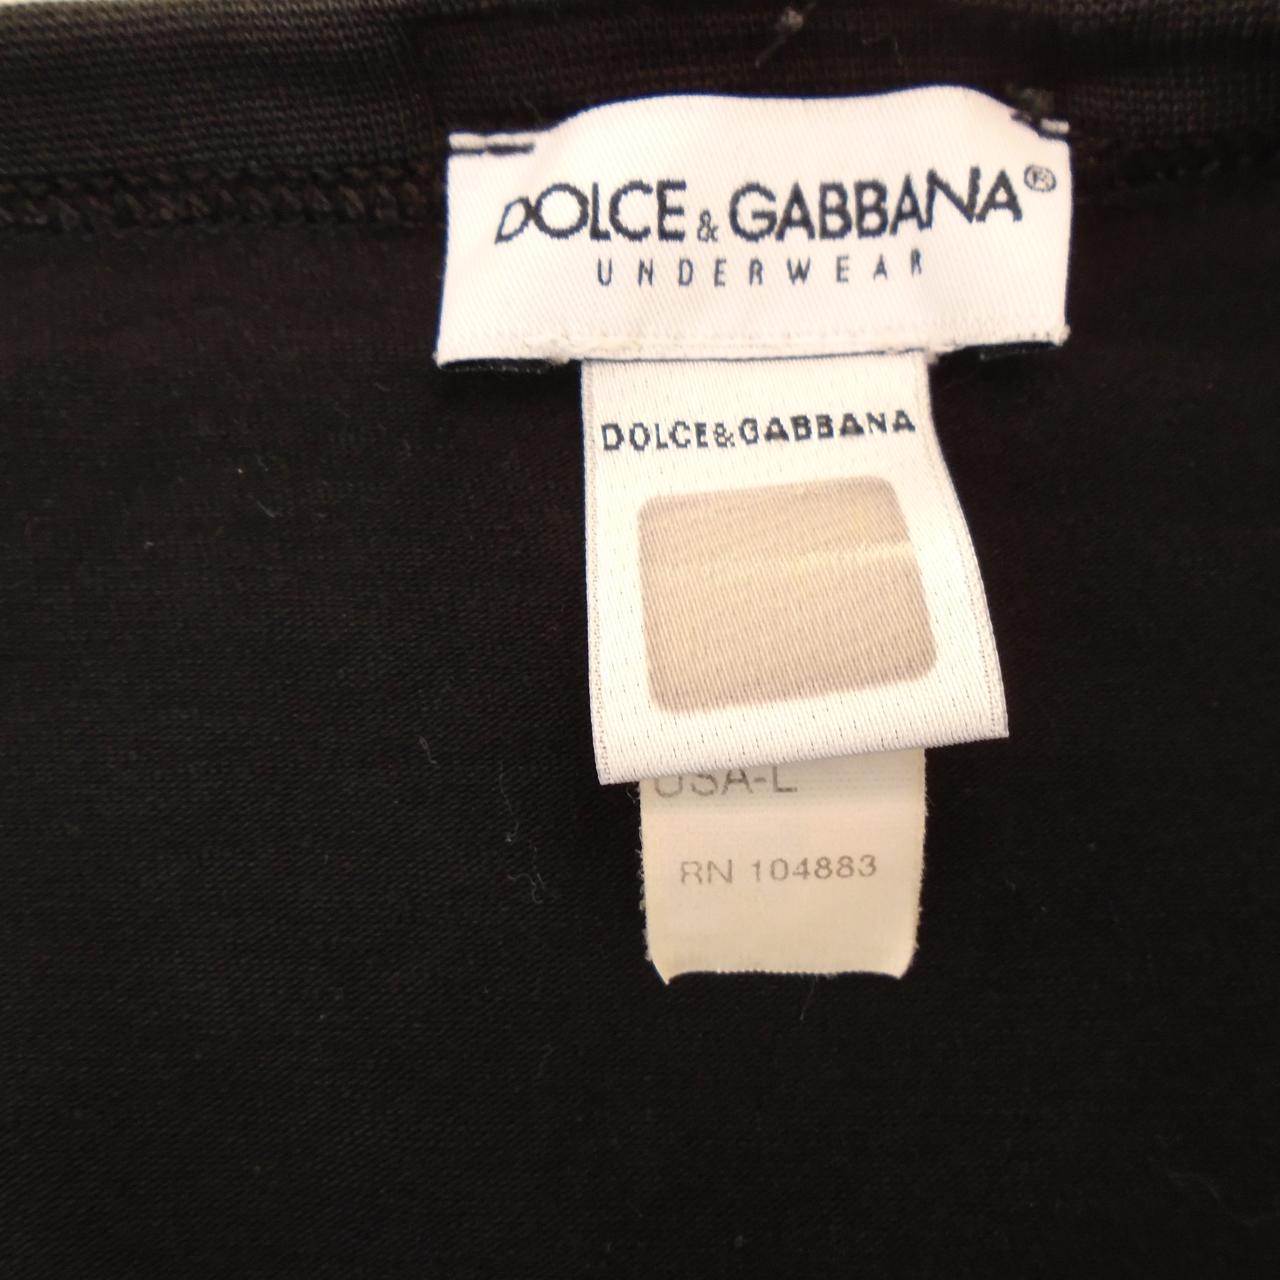 DOLCE & GABBANA®
UNDERWEAR
DOLCE&GABBANA
USA-L
RN 104883